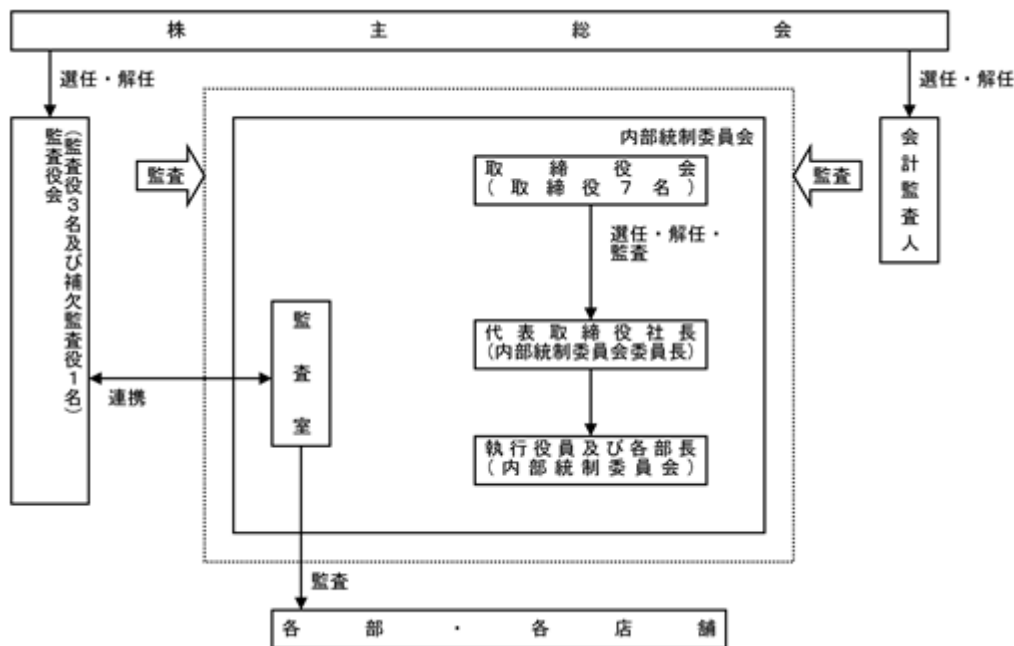 株主総会
選任・解任
選任・解任
監査役会
(監査役3名及び補欠監査役1名)
監査
内部統制委員会
取締役会
(取締役7名)
監査
会計監査人
選任・解任・
監査
監査室
代表取締役社長
(内部統制委員会委員長)
連携
執行役員及び各部長
(内部統制委員会)
監査
各部・各店舗